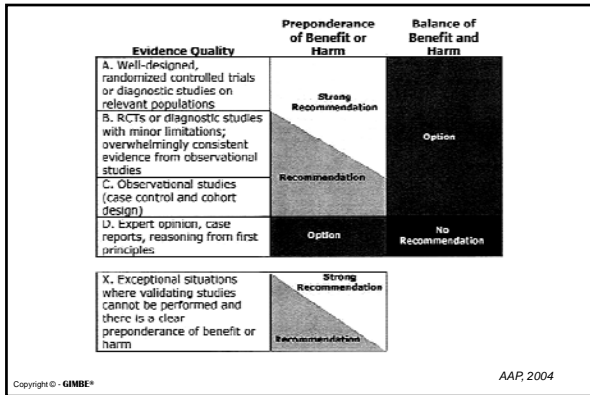 Preponderance
of Benefit or
Harm
Balance of
Benefit and
Harm
Evidence Quality
A. Well-designed,
randomized controlled trials
or diagnostic studies on
relevant populations
Strong
Recommendation
B. RCTs or diagnostic studies
with minor limitations;
overwhelmingly consistent
evidence from observational
studies
Option
Recommendation
C. Observational studies
(case control and cohort
design)
D. Expert opinion, case
reports, reasoning from first
principles
Option
No
Recommendation
X. Exceptional situations
where validating studies
cannot be performed and
there is a clear
preponderance of benefit or
harm
Strong
Recommendation
Recommendation
AAP, 2004
Copyright © - GIMBE®